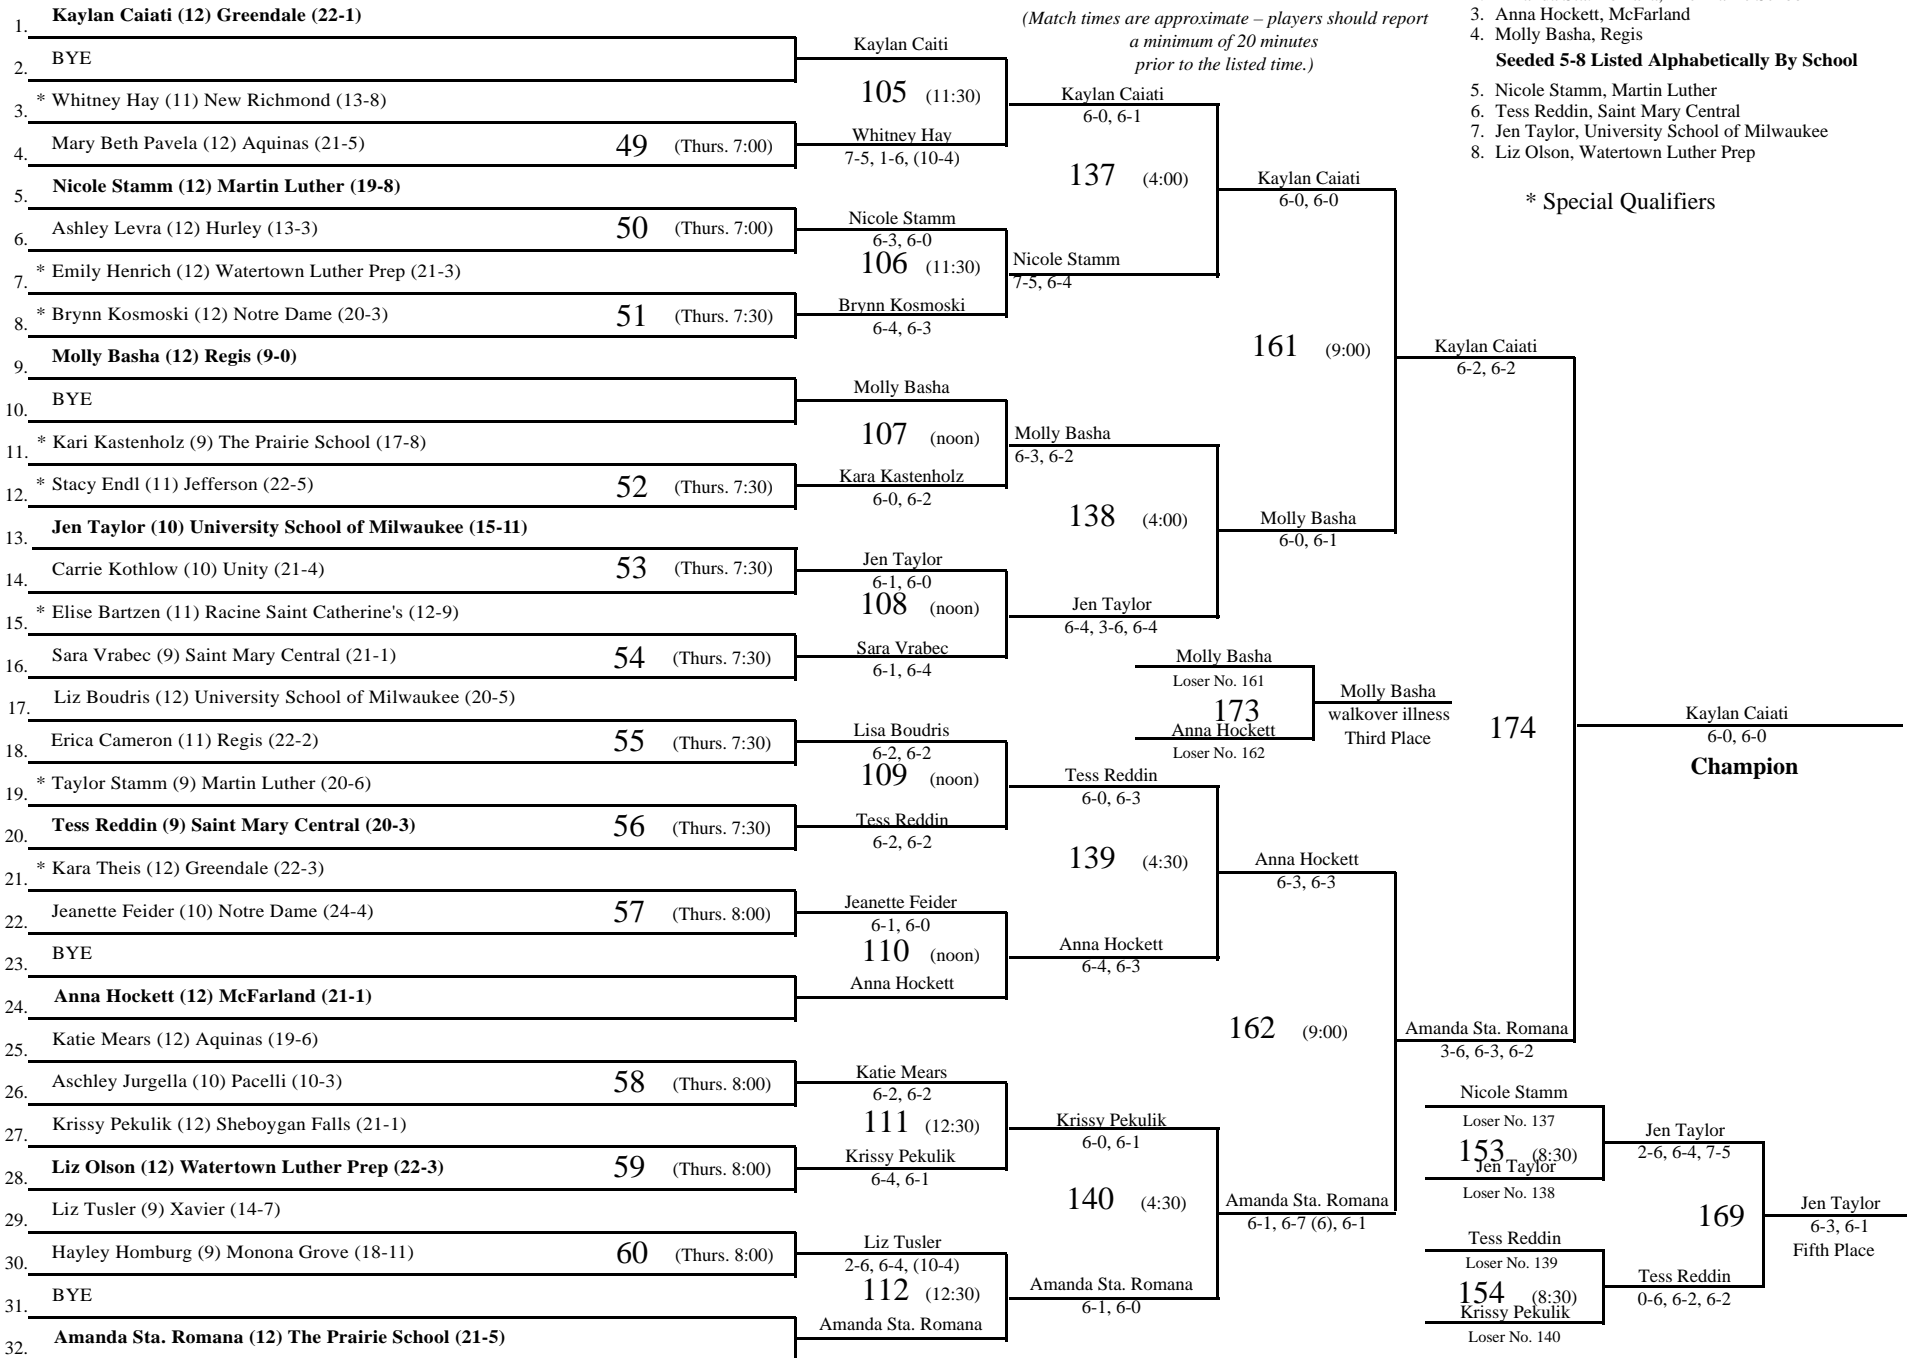 1. Kaylan Caiati (12) Greendale (22-1)
2. BYE
3. * Whitney Hay (11) New Richmond (13-8)
4. Mary Beth Pavela (12) Aquinas (21-5)
49 (Thurs. 7:00)
5. Nicole Stamm (12) Martin Luther (19-8)
6. Ashley Levra (12) Hurley (13-3)
50 (Thurs. 7:00)
7. * Emily Henrich (12) Watertown Luther Prep (21-3)
8. * Brynn Kosmoski (12) Notre Dame (20-3)
51 (Thurs. 7:30)
9. Molly Basha (12) Regis (9-0)
10. BYE
11. * Kari Kastenholz (9) The Prairie School (17-8)
12. * Stacy Endl (11) Jefferson (22-5)
52 (Thurs. 7:30)
13. Jen Taylor (10) University School of Milwaukee (15-11)
14. Carrie Kothlow (10) Unity (21-4)
53 (Thurs. 7:30)
15. * Elise Bartzen (11) Racine Saint Catherine's (12-9)
16. Sara Vrabec (9) Saint Mary Central (21-1)
54 (Thurs. 7:30)
17. Liz Boudris (12) University School of Milwaukee (20-5)
18. Erica Cameron (11) Regis (22-2)
55 (Thurs. 7:30)
19. * Taylor Stamm (9) Martin Luther (20-6)
20. Tess Reddin (9) Saint Mary Central (20-3)
56 (Thurs. 7:30)
21. * Kara Theis (12) Greendale (22-3)
22. Jeanette Feider (10) Notre Dame (24-4)
57 (Thurs. 8:00)
23. BYE
24. Anna Hockett (12) McFarland (21-1)
25. Katie Mears (12) Aquinas (19-6)
26. Aschley Jurgella (10) Pacelli (10-3)
58 (Thurs. 8:00)
27. Krissy Pekulik (12) Sheboygan Falls (21-1)
28. Liz Olson (12) Watertown Luther Prep (22-3)
59 (Thurs. 8:00)
29. Liz Tusler (9) Xavier (14-7)
30. Hayley Homburg (9) Monona Grove (18-11)
60 (Thurs. 8:00)
31. BYE
32. Amanda Sta. Romana (12) The Prairie School (21-5)
Kaylan Caiti
105 (11:30)
Whitney Hay
7-5, 1-6, (10-4)
Nicole Stamm
6-3, 6-0
106 (11:30)
Brynn Kosmoski
6-4, 6-3
Molly Basha
107 (noon)
Kara Kastenholz
6-0, 6-2
Jen Taylor
6-1, 6-0
108 (noon)
Sara Vrabec
6-1, 6-4
Lisa Boudris
6-2, 6-2
109 (noon)
Tess Reddin
6-2, 6-2
Jeanette Feider
6-1, 6-0
110 (noon)
Anna Hockett
Katie Mears
6-2, 6-2
111 (12:30)
Krissy Pekulik
6-4, 6-1
Liz Tusler
2-6, 6-4, (10-4)
112 (12:30)
Amanda Sta. Romana
(Match times are approximate – players should report
a minimum of 20 minutes
prior to the listed time.)
Kaylan Caiati
6-0, 6-1
137 (4:00)
Nicole Stamm
7-5, 6-4
Molly Basha
6-3, 6-2
138 (4:00)
Jen Taylor
6-4, 3-6, 6-4
Tess Reddin
6-0, 6-3
139 (4:30)
Anna Hockett
6-4, 6-3
Krissy Pekulik
6-0, 6-1
140 (4:30)
Amanda Sta. Romana
6-1, 6-0
Kaylan Caiati
6-0, 6-0
161 (9:00)
Molly Basha
6-0, 6-1
Anna Hockett
6-3, 6-3
162 (9:00)
Amanda Sta. Romana
6-1, 6-7 (6), 6-1
Kaylan Caiati
6-2, 6-2
174
Amanda Sta. Romana
3-6, 6-3, 6-2
Kaylan Caiati
6-0, 6-0
Champion
Molly Basha
Loser No. 161
173
Anna Hockett
Loser No. 162
Molly Basha
walkover illness
Third Place
Nicole Stamm
Loser No. 137
153 (8:30)
Jen Taylor
Loser No. 138
Jen Taylor
2-6, 6-4, 7-5
Tess Reddin
Loser No. 139
154 (8:30)
Krissy Pekulik
Loser No. 140
Tess Reddin
0-6, 6-2, 6-2
169
Jen Taylor
6-3, 6-1
Fifth Place
3. Anna Hockett, McFarland
4. Molly Basha, Regis
Seeded 5-8 Listed Alphabetically By School
5. Nicole Stamm, Martin Luther
6. Tess Reddin, Saint Mary Central
7. Jen Taylor, University School of Milwaukee
8. Liz Olson, Watertown Luther Prep
* Special Qualifiers